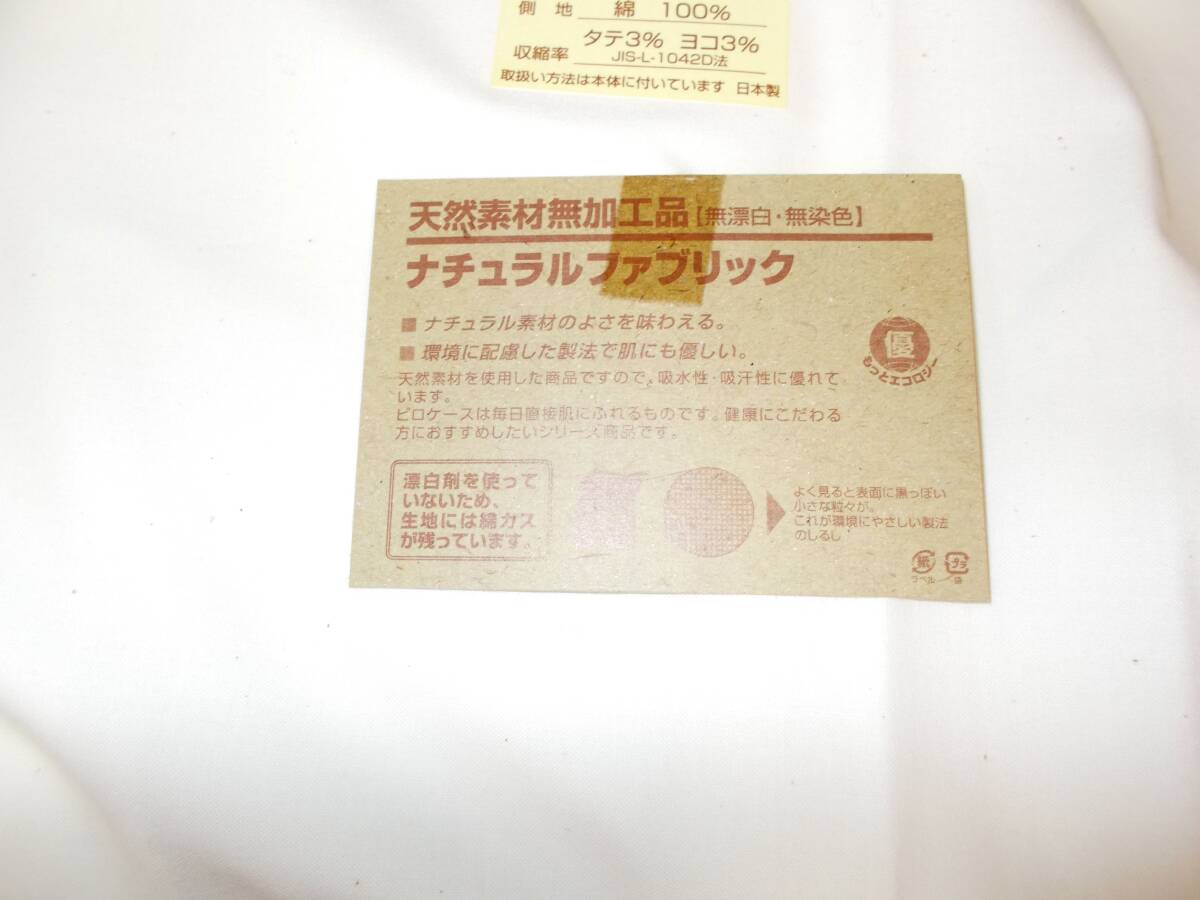 側地 綿 100%
収縮率 タテ3% ヨコ3%
JIS-L-1042D法
取扱い方法は本体に付いています 日本製
天然素材無加工品【無漂白・無染色】
ナチュラルファブリック
■ナチュラル素材のよさを味わえる。
■環境に配慮した製法で肌にも優しい。
天然素材を使用した商品ですので、吸水性・吸汗性に優れて
います。
ピロケースは毎日直接肌にふれるものです。健康にこだわる
方におすすめしたいシリーズ商品です。
もっとエコロジー
漂白剤を使って
いないため、
生地には綿カス
が残っています。
よく見ると表面に黒っぽい
小さな粒々が。
これが環境にやさしい製法
のしるし
紙
ラベル
プラ
袋